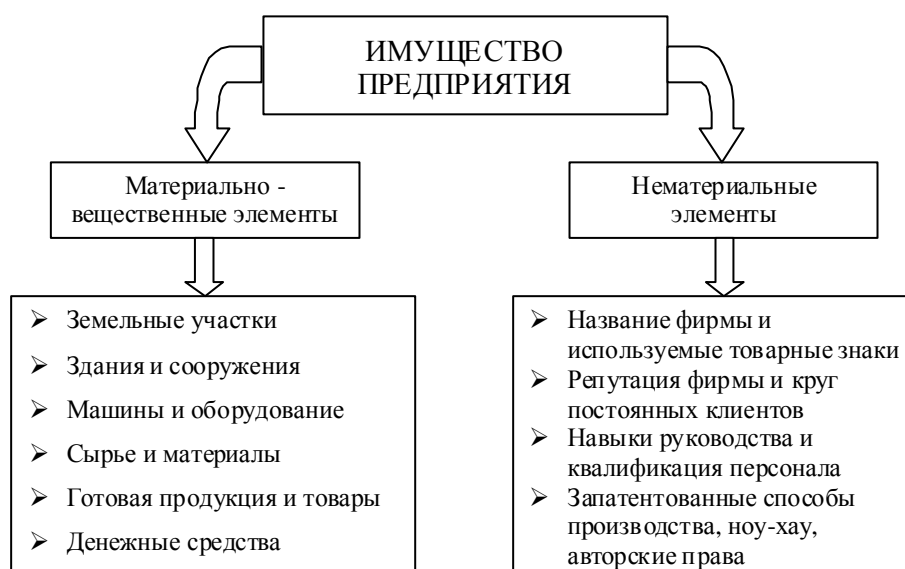 ИМУЩЕСТВО
ПРЕДПРИЯТИЯ
Материально -
вещественные элементы
Нематериальные
элементы
➢ Земельные участки
➢ Здания и сооружения
➢ Машины и оборудование
➢ Сырье и материалы
➢ Готовая продукция и товары
➢ Денежные средства
➢ Название фирмы и
используемые товарные знаки
➢ Репутация фирмы и круг
постоянных клиентов
➢ Навыки руководства и
квалификация персонала
➢ Запатентованные способы
производства, ноу-хау,
авторские права